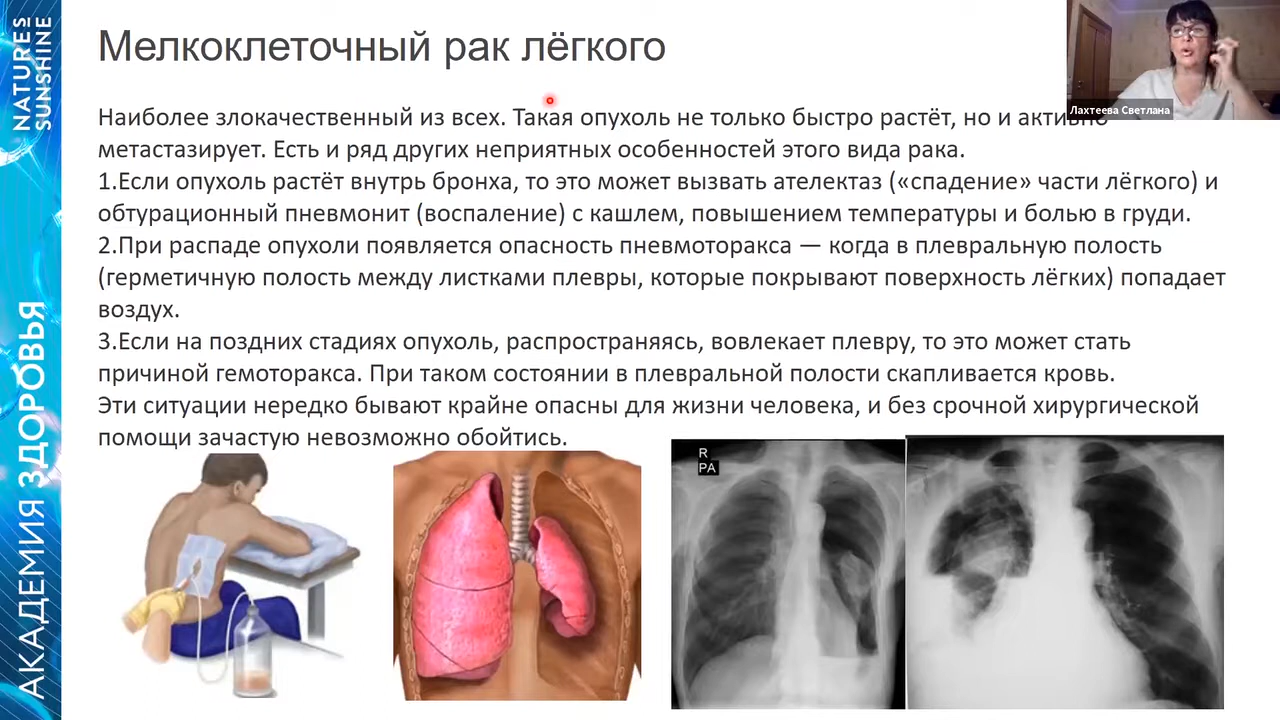 NATURE'S
SUNSHINE
АКАДЕМИЯ ЗДОРОВЬЯ
Мелкоклеточный рак лёгкого
Лахтеева Светлана
Наиболее злокачественный из всех. Такая опухоль не только быстро растёт, но и активно
метастазирует. Есть и ряд других неприятных особенностей этого вида рака.
1.Если опухоль растёт внутрь бронха, то это может вызвать ателектаз («спадение» части лёгкого) и
обтурационный пневмонит (воспаление) с кашлем, повышением температуры и болью в груди.
2.При распаде опухоли появляется опасность пневмоторакса — когда в плевральную полость
(герметичную полость между листками плевры, которые покрывают поверхность лёгких) попадает
воздух.
3.Если на поздних стадиях опухоль, распространяясь, вовлекает плевру, то это может стать
причиной гемоторакса. При таком состоянии в плевральной полости скапливается кровь.
Эти ситуации нередко бывают крайне опасны для жизни человека, и без срочной хирургической
помощи зачастую невозможно обойтись.
R
PA